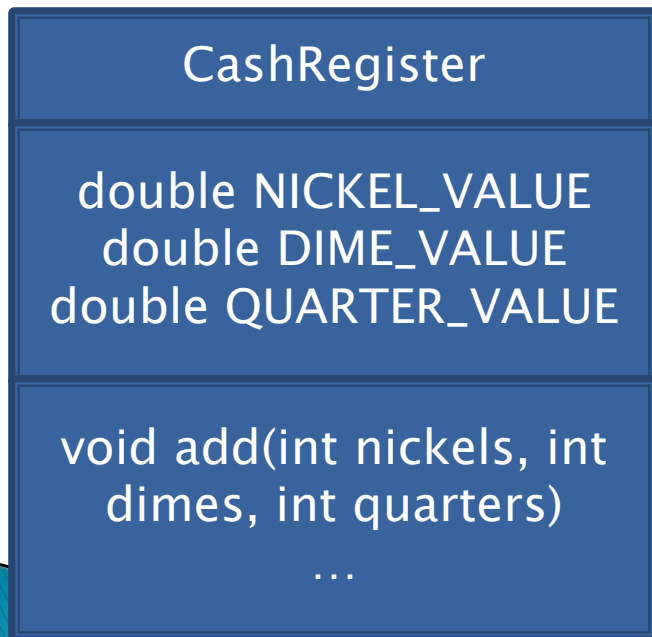 CashRegister
double NICKEL_VALUE
double DIME_VALUE
double QUARTER_VALUE
void add(int nickels, int
dimes, int quarters)
…